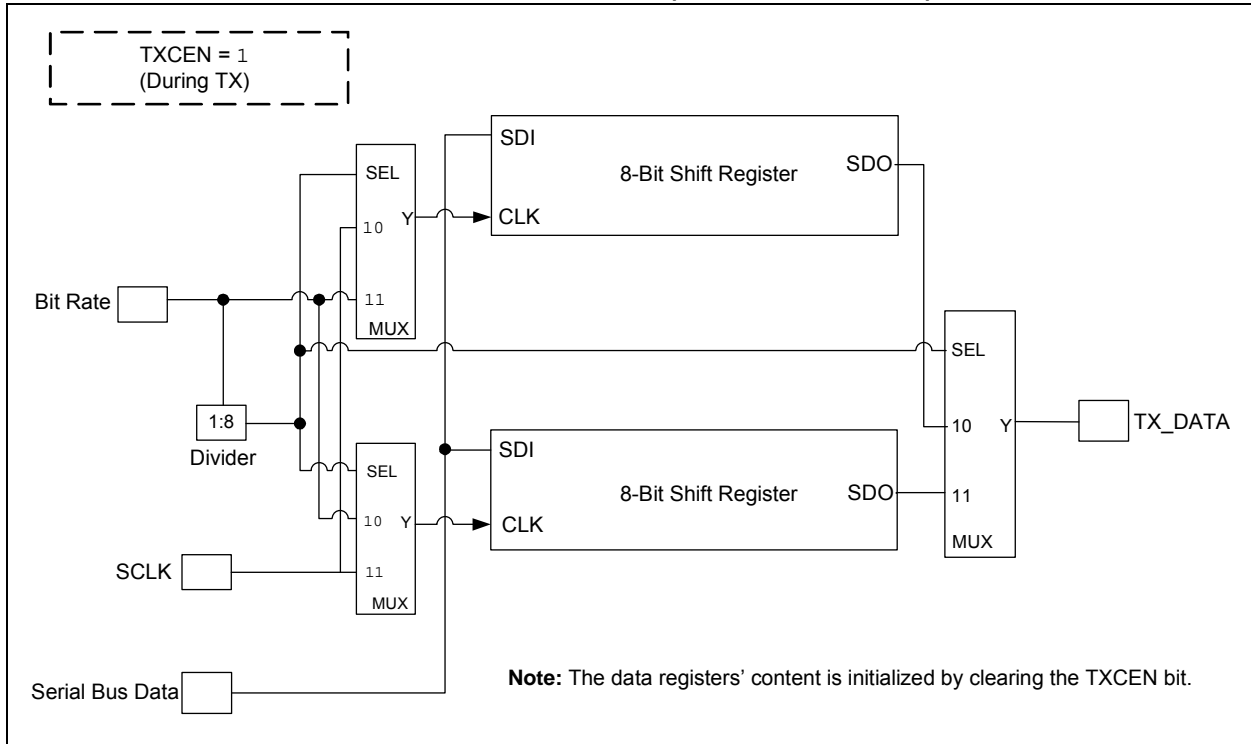 TXCEN = 1
(During TX)
SDI
8-Bit Shift Register
SDO
CLK
SEL
10
Y
11
MUX
Bit Rate
1:8
Divider
SEL
10
Y
11
MUX
SDI
8-Bit Shift Register
SDO
CLK
SEL
10
Y
11
MUX
TX_DATA
SCLK
Serial Bus Data
Note: The data registers’ content is initialized by clearing the TXCEN bit.